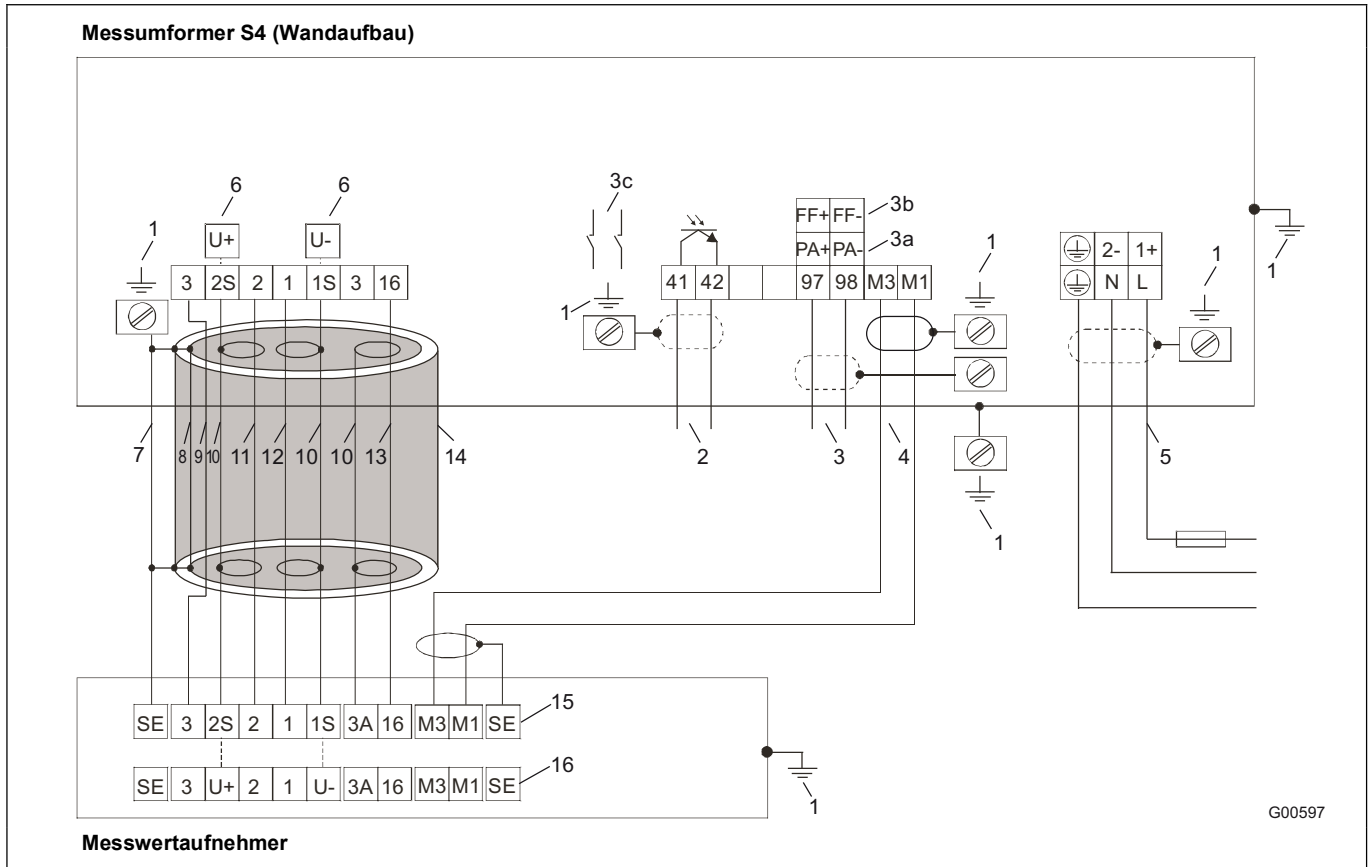 Messumformer S4 (Wandaufbau)
6 6 3c
1 U+ U- FF+ FF- 3b
PA+ PA- 3a
1 2- 1+ 1 1
3 2S 2 1 1S 3 16
41 42 97 98 M3 M1
N L
1
7 8 9 10 11 12 10 10 13 14
2 3 4 5
1
SE 3 2S 2 1 1S 3A 16 M3 M1 SE 15
SE 3 U+ 2 1 U- 3A 16 M3 M1 SE 16
1
G00597
Messwertaufnehmer